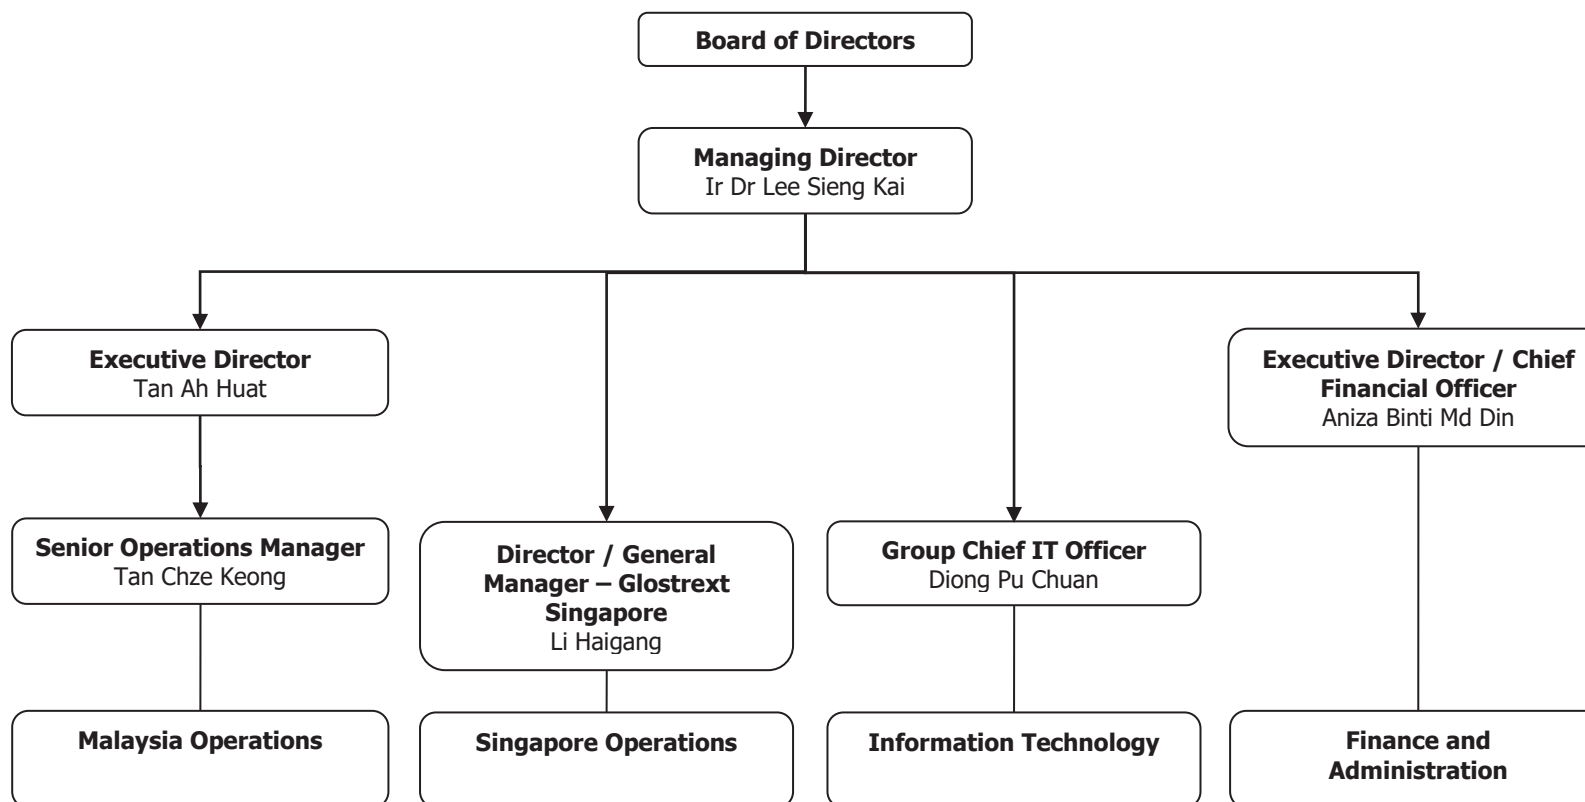 Board of Directors
Managing Director
Ir Dr Lee Sieng Kai
Executive Director
Tan Ah Huat
Executive Director / Chief
Financial Officer
Aniza Binti Md Din
Senior Operations Manager
Tan Chze Keong
Director / General
Manager – Glostrext
Singapore
Li Haigang
Group Chief IT Officer
Diong Pu Chuan
Malaysia Operations
Singapore Operations
Information Technology
Finance and
Administration